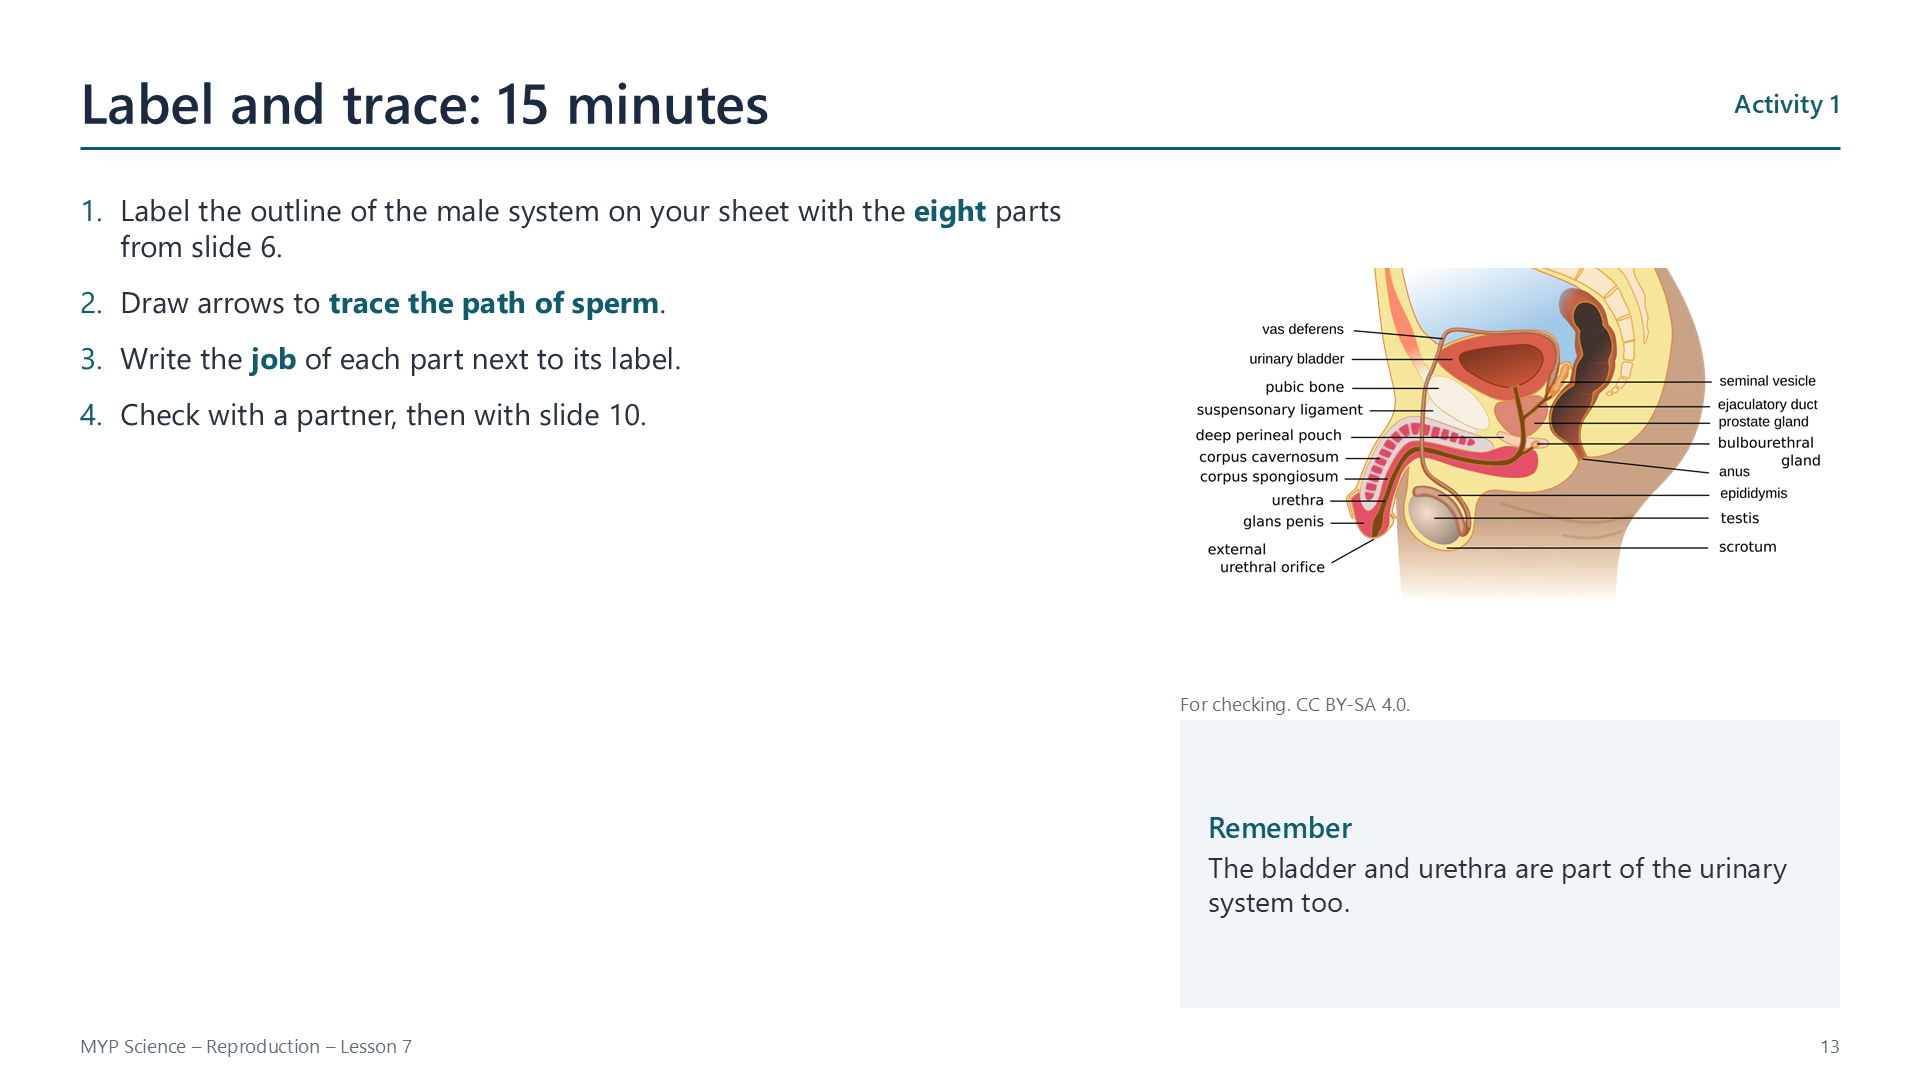 Label and trace: 15 minutes
Activity 1
1. Label the outline of the male system on your sheet with the eight parts
from slide 6.
2. Draw arrows to trace the path of sperm.
3. Write the job of each part next to its label.
4. Check with a partner, then with slide 10.
vas deferens
urinary bladder
pubic bone
suspensonary ligament
deep perineal pouch
corpus cavernosum
corpus spongiosum
urethra
glans penis
external
urethral orifice
seminal vesicle
ejaculatory duct
prostate gland
bulbourethral
gland
anus
epididymis
testis
scrotum
For checking. CC BY-SA 4.0.
Remember
The bladder and urethra are part of the urinary
system too.
MYP Science – Reproduction – Lesson 7
13